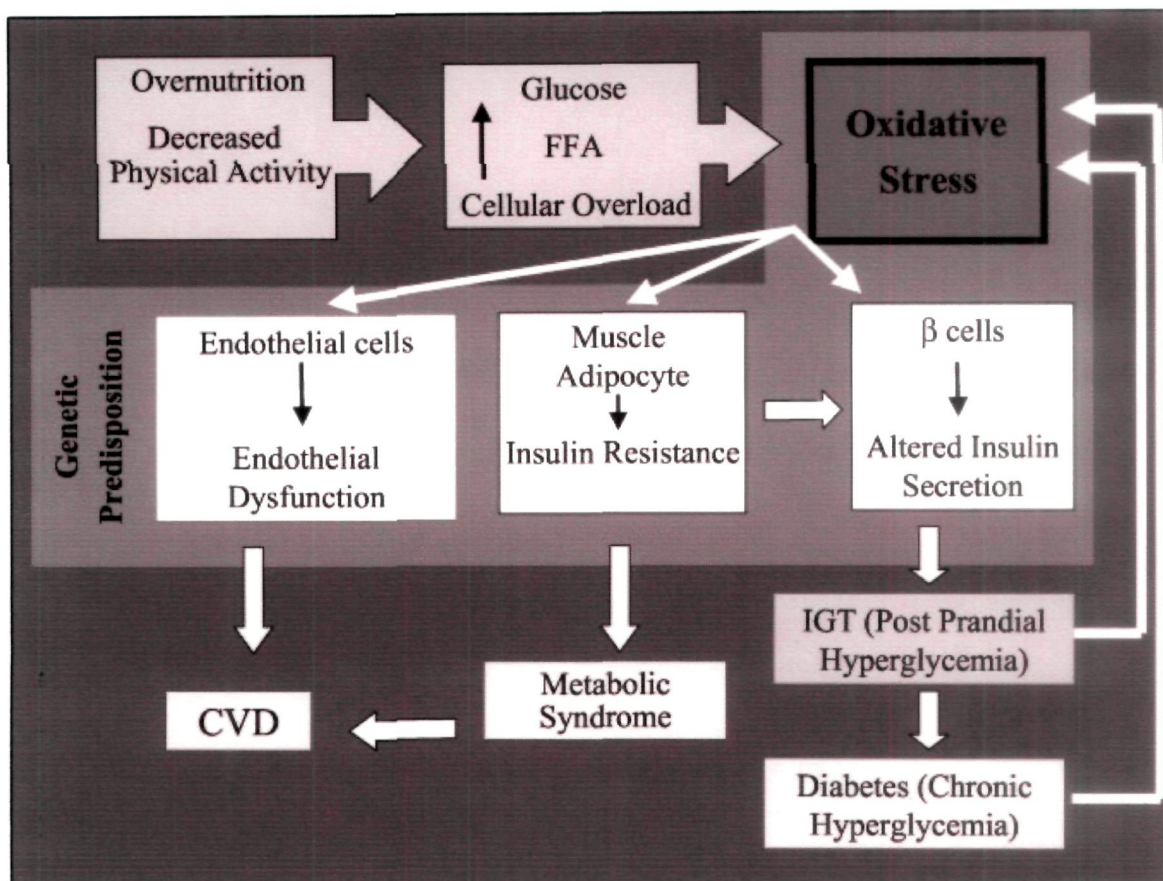 Overnutrition
Decreased
Physical Activity
Glucose
FFA
Cellular Overload
Oxidative
Stress
Genetic
Predisposition
Endothelial cells
Endothelial
Dysfunction
Muscle
Adipocyte
Insulin Resistance
β cells
Altered Insulin
Secretion
IGT (Post Prandial
Hyperglycemia)
CVD
Metabolic
Syndrome
Diabetes (Chronic
Hyperglycemia)